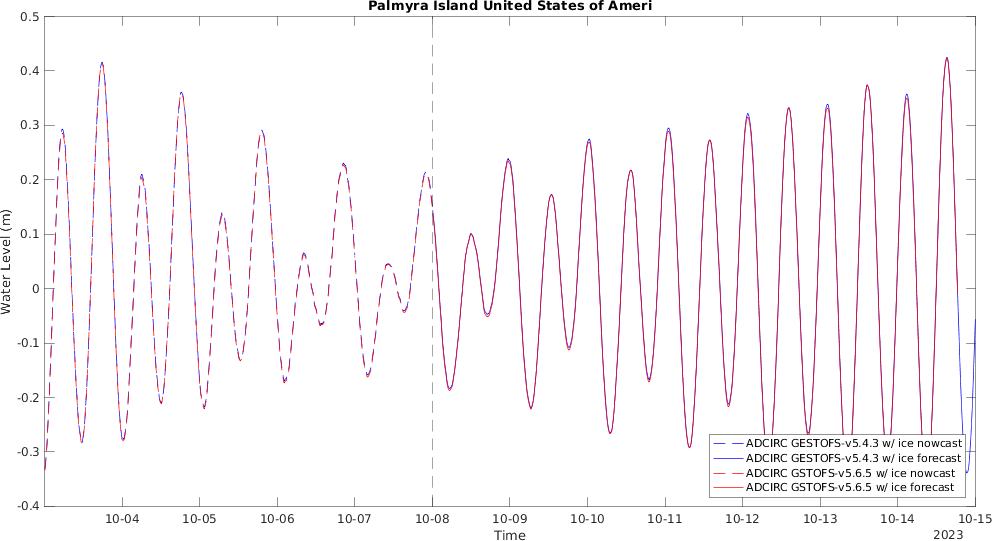 Palmyra Island United States of Ameri
0.5
0.4
0.3
0.2
0.1
0
-0.1
-0.2
-0.3
-0.4
Water Level (m)
ADCIRC GESTOFS-v5.4.3 w/ ice nowcast
ADCIRC GESTOFS-v5.4.3 w/ ice forecast
ADCIRC GSTOFS-v5.6.5 w/ ice nowcast
ADCIRC GSTOFS-v5.6.5 w/ ice forecast
10-04 10-05 10-06 10-07 10-08 10-09 10-10 10-11 10-12 10-13 10-14 10-15
Time
2023